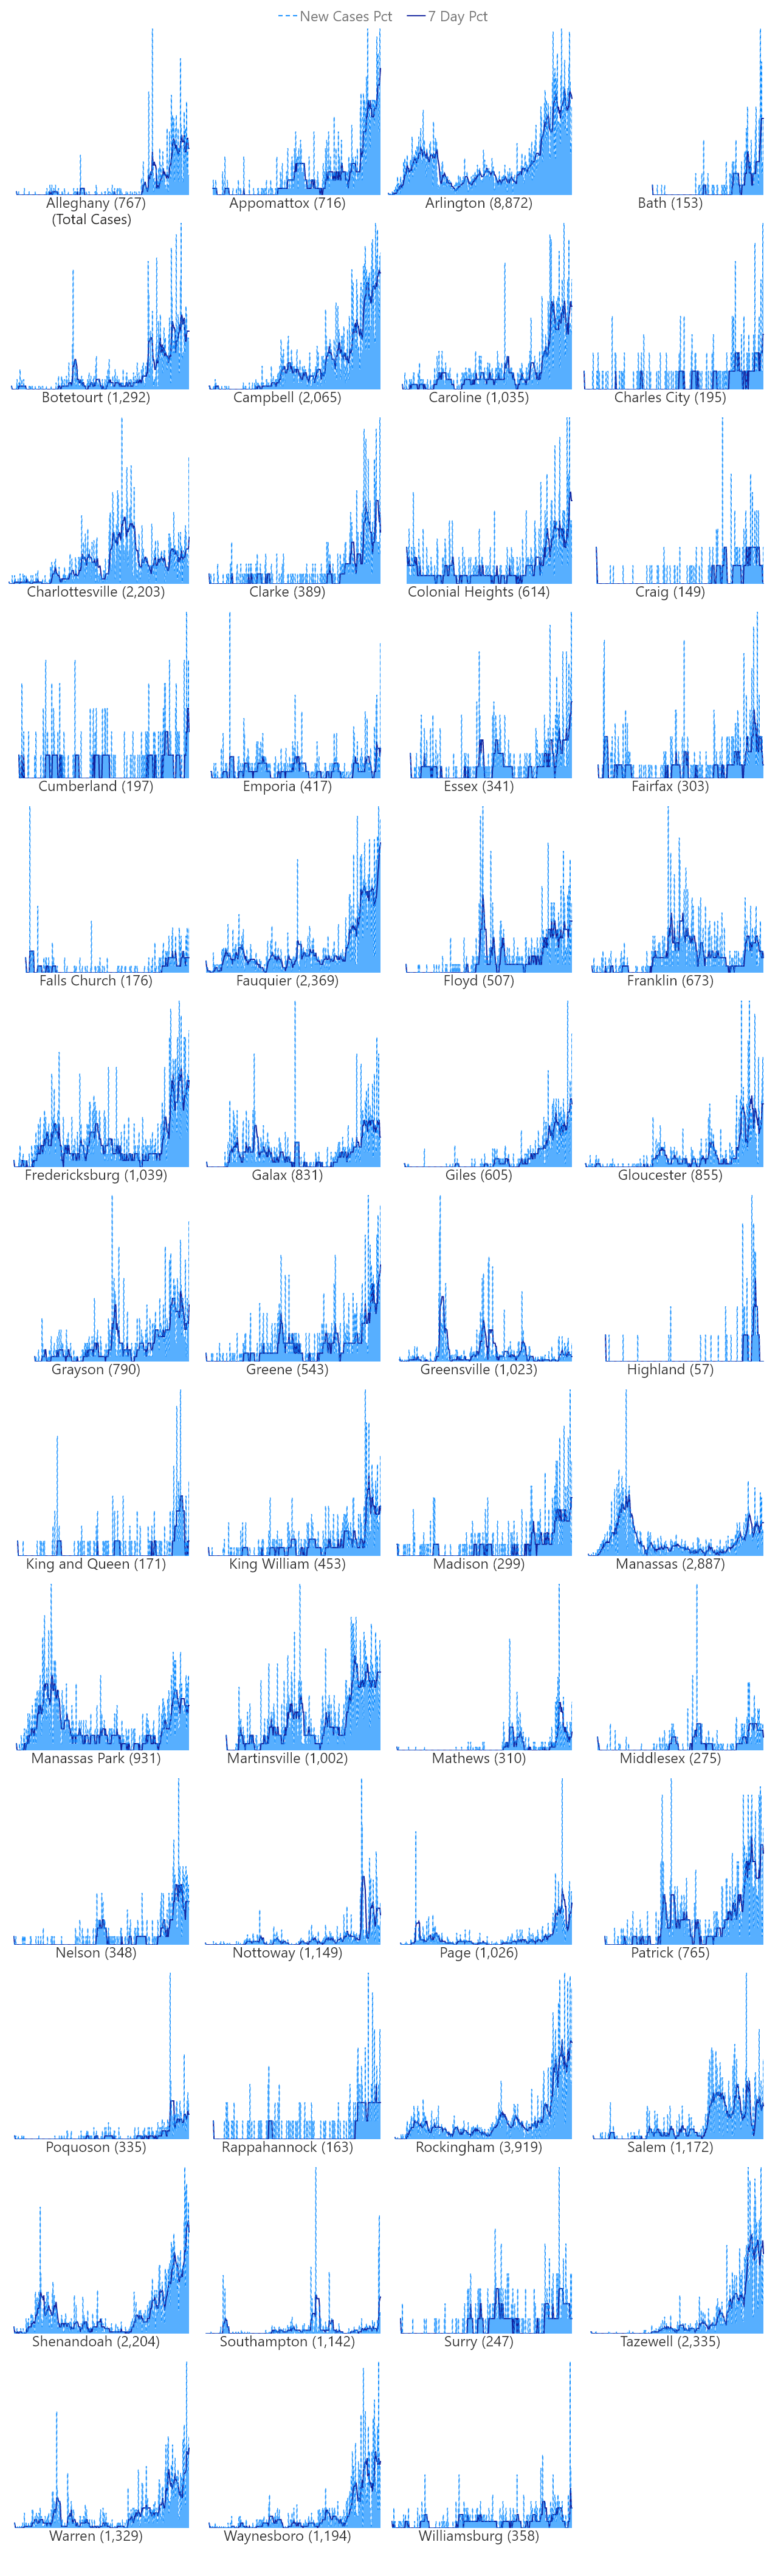 New Cases Pct 7 Day Pct
Alleghany (767) Appomattox (716) Arlington (8,872) Bath (153)
(Total Cases)
Botetourt (1,292) Campbell (2,065) Caroline (1,035) Charles City (195)
Charlottesville (2,203) Clarke (389) Colonial Heights (614) Craig (149)
Cumberland (197) Emporia (417) Essex (341) Fairfax (303)
Falls Church (176) Fauquier (2,369) Floyd (507) Franklin (673)
Fredericksburg (1,039) Galax (831) Giles (605) Gloucester (855)
Grayson (790) Greene (543) Greensville (1,023) Highland (57)
King and Queen (171) King William (453) Madison (299) Manassas (2,887)
Manassas Park (931) Martinsville (1,002) Mathews (310) Middlesex (275)
Nelson (348) Nottoway (1,149) Page (1,026) Patrick (765)
Poquoson (335) Rappahannock (163) Rockingham (3,919) Salem (1,172)
Shenandoah (2,204) Southampton (1,142) Surry (247) Tazewell (2,335)
Warren (1,329) Waynesboro (1,194) Williamsburg (358)